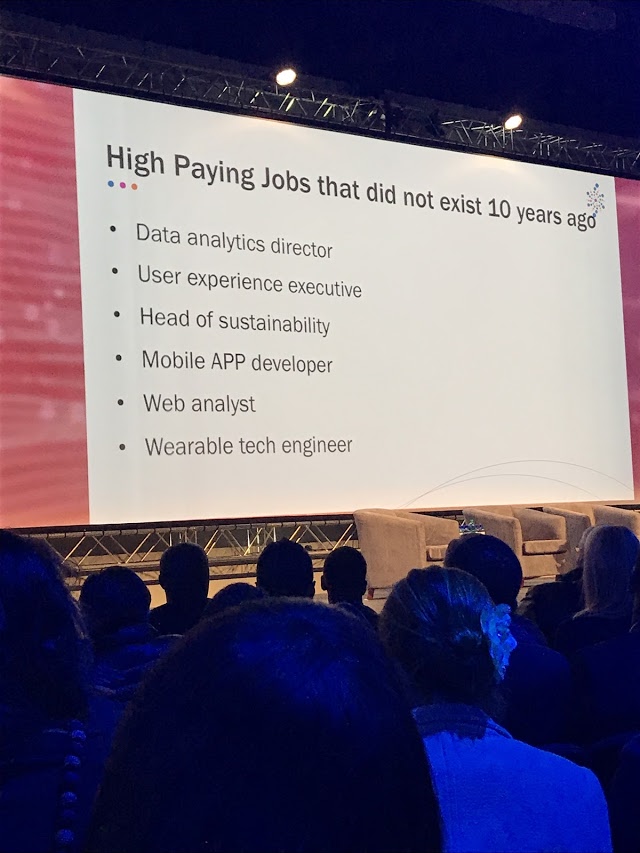 High Paying Jobs that did not exist 10 years ago
• Data analytics director
• User experience executive
• Head of sustainability
• Mobile APP developer
• Web analyst
• Wearable tech engineer